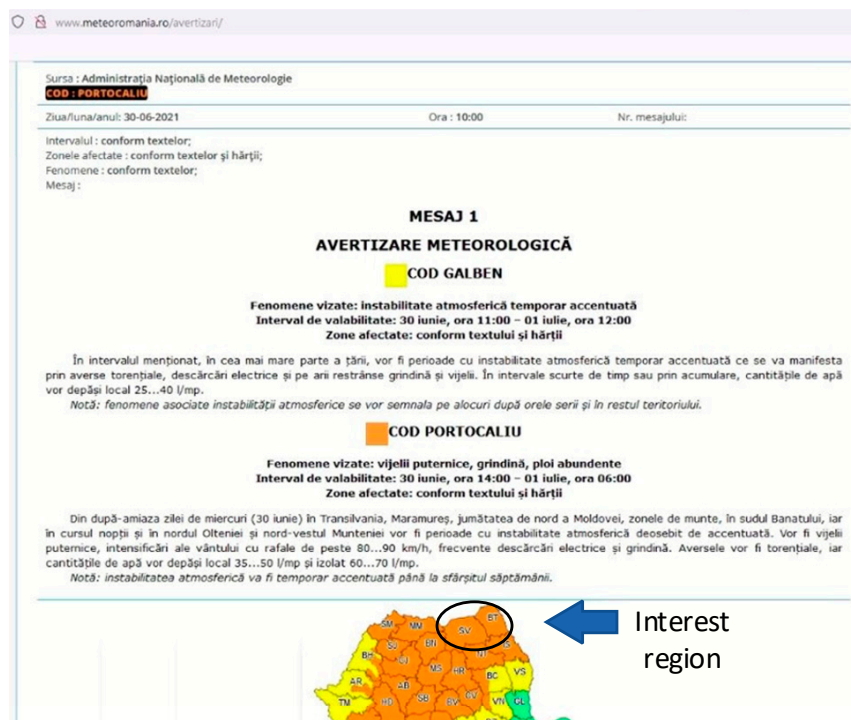 www.meteoromania.ro/avertizari/
Sursa : Administraţia Naţională de Meteorologie
COD : PORTOCALIU
Ziua/luna/anul: 30-06-2021 Ora : 10:00 Nr. mesajului:
Intervalul : conform textelor;
Zonele afectate : conform textelor şi hărţii;
Fenomene : conform textelor;
Mesaj :
MESAJ 1
AVERTIZARE METEOROLOGICĂ
COD GALBEN
Fenomene vizate: instabilitate atmosferică temporar accentuată
Interval de valabilitate: 30 iunie, ora 11:00 – 01 iulie, ora 12:00
Zone afectate: conform textului și hărții
În intervalul menționat, în cea mai mare parte a țării, vor fi perioade cu instabilitate atmosferică temporar accentuată ce se va manifesta
prin averse torențiale, descărcări electrice și pe arii restrânse grindină și vijelii. În intervale scurte de timp sau prin acumulare, cantitățile de apă
vor depăși local 25...40 l/mp.
Notă: fenomene asociate instabilității atmosferice se vor semnala pe alocuri după orele serii și în restul teritoriului.
COD PORTOCALIU
Fenomene vizate: vijelii puternice, grindină, ploi abundente
Interval de valabilitate: 30 iunie, ora 14:00 – 01 iulie, ora 06:00
Zone afectate: conform textului și hărții
Din după-amiaza zilei de miercuri (30 iunie) în Transilvania, Maramureș, jumătatea de nord a Moldovei, zonele de munte, în sudul Banatului, iar
în cursul nopții și în nordul Olteniei și nord-vestul Munteniei vor fi perioade cu instabilitate atmosferică deosebit de accentuată. Vor fi vijelii
puternice, intensificări ale vântului cu rafale de peste 80...90 km/h, frecvente descărcări electrice și grindină. Aversele vor fi torențiale, iar
cantitățile de apă vor depăși local 35...50 l/mp și izolat 60...70 l/mp.
Notă: instabilitatea atmosferică va fi temporar accentuată până la sfârșitul săptămânii.
Interest
region
SM MM SV BT
BH SJ BN NT IS
CJ MS HR BC VS
AR AB
TM HD SB BV CV VN GL